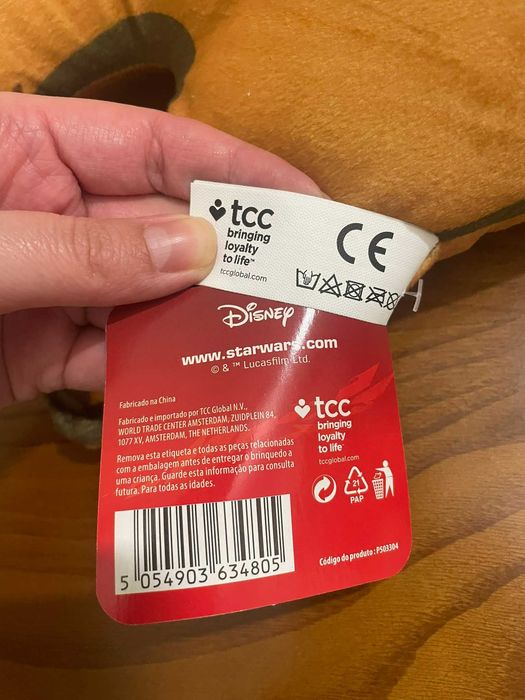 tcc
bringing
loyalty
to life™
tccglobal.com
CE
Disney
www.starwars.com
© & ™ Lucasfilm Ltd.
Fabricado na China
Fabricado e importado por TCC Global N.V.,
WORLD TRADE CENTER AMSTERDAM, ZUIDPLEIN 84,
1077 XV, AMSTERDAM, THE NETHERLANDS.
Remova esta etiqueta e todas as peças relacionadas
com a embalagem antes de entregar o brinquedo a
uma criança. Guarde esta informação para consulta
futura. Para todas as idades.
tcc
bringing
loyalty
to life™
tccglobal.com
21
PAP
5 054903 634805
Código do produto : P503304